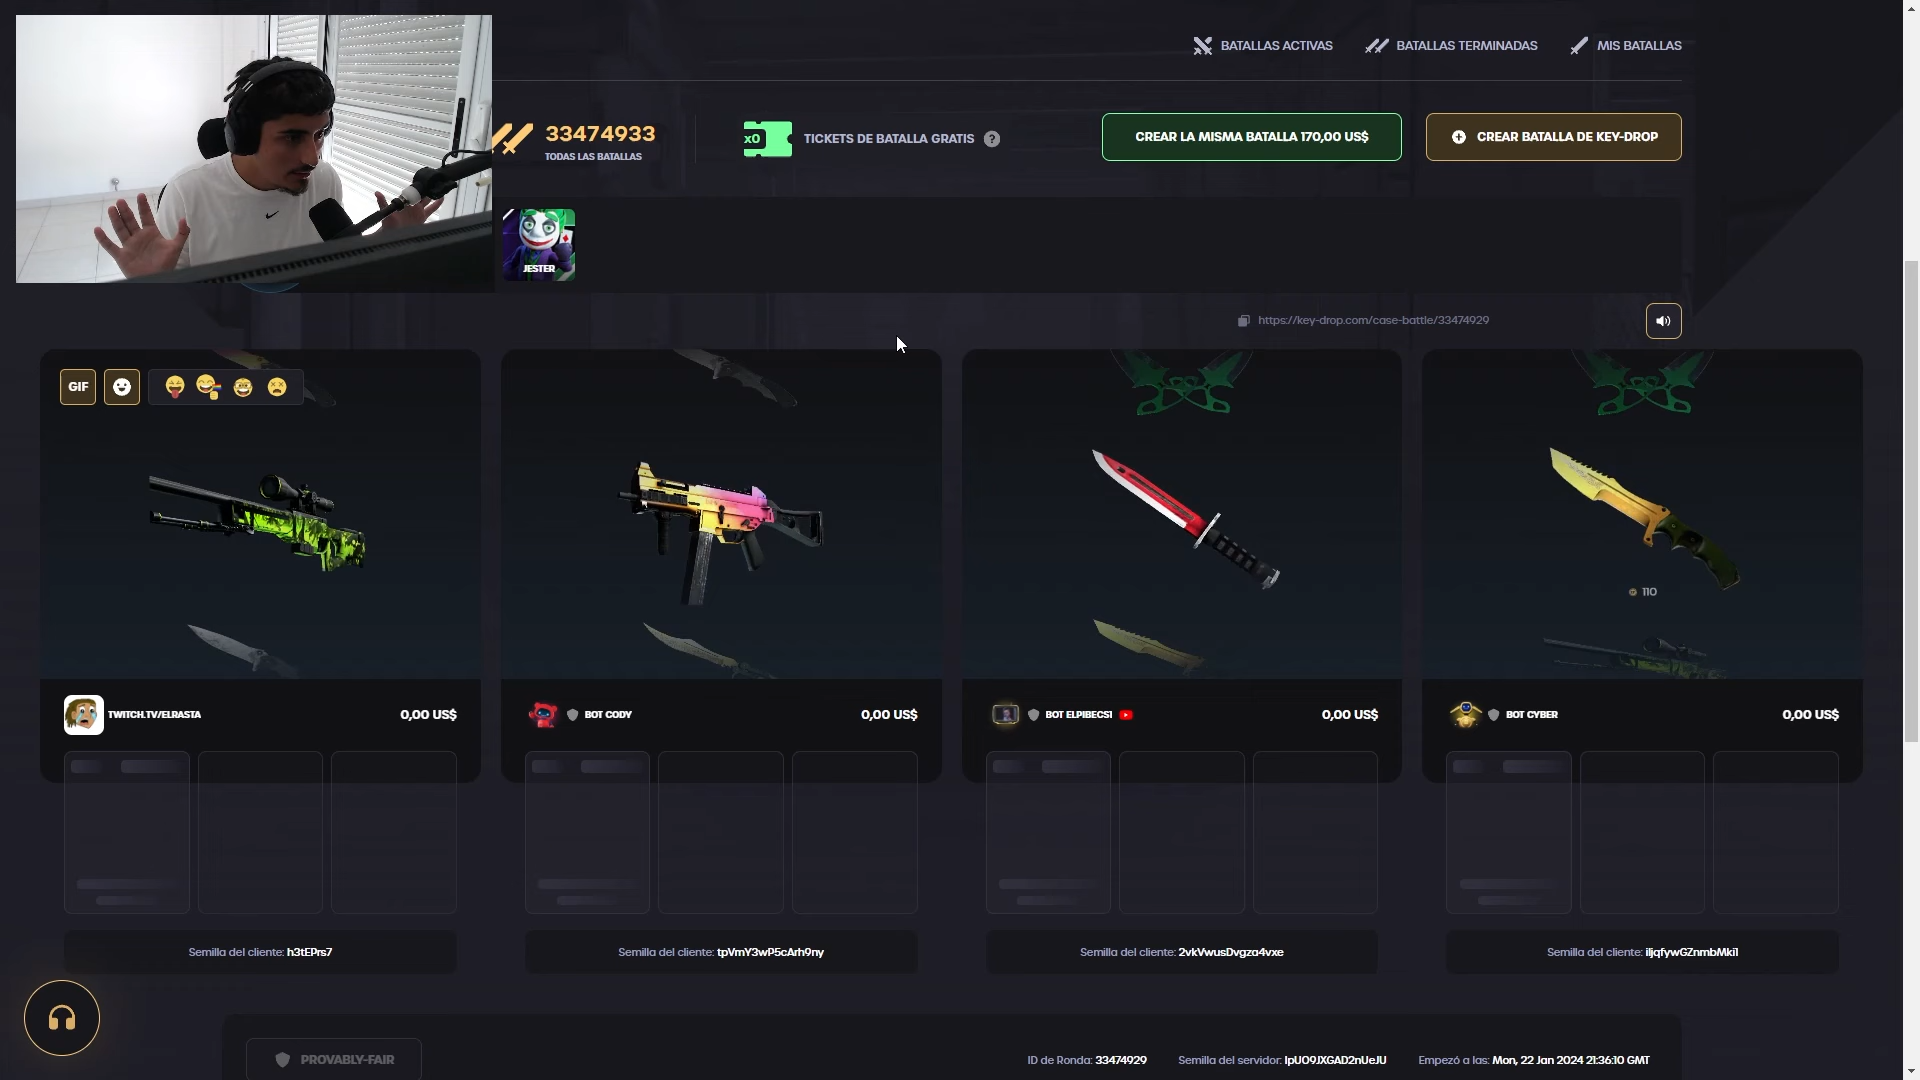 BATALLAS ACTIVAS
BATALLAS TERMINADAS
MIS BATALLAS
33474933
TODAS LAS BATALLAS
x0
TICKETS DE BATALLA GRATIS
?
CREAR LA MISMA BATALLA 170,00 US$
CREAR BATALLA DE KEY-DROP
JESTER
https://key-drop.com/case-battle/33474929
GIF
110
TWITCH.TV/ELRASTA
0,00 US$
BOT CODY
0,00 US$
BOT ELPIBECS1
0,00 US$
BOT CYBER
0,00 US$
Semilla del cliente: h3tEPrs7
Semilla del cliente: tpVmY3wP5cArh9ny
Semilla del cliente: 2vkVwusDvgza4vxe
Semilla del cliente: iljqfywGZnmbMki1
PROVABLY-FAIR
ID de Ronda: 33474929
Semilla del servidor: IpUO9JXGAD2nUeJU
Empezó a las: Mon, 22 Jan 2024 21:36:10 GMT